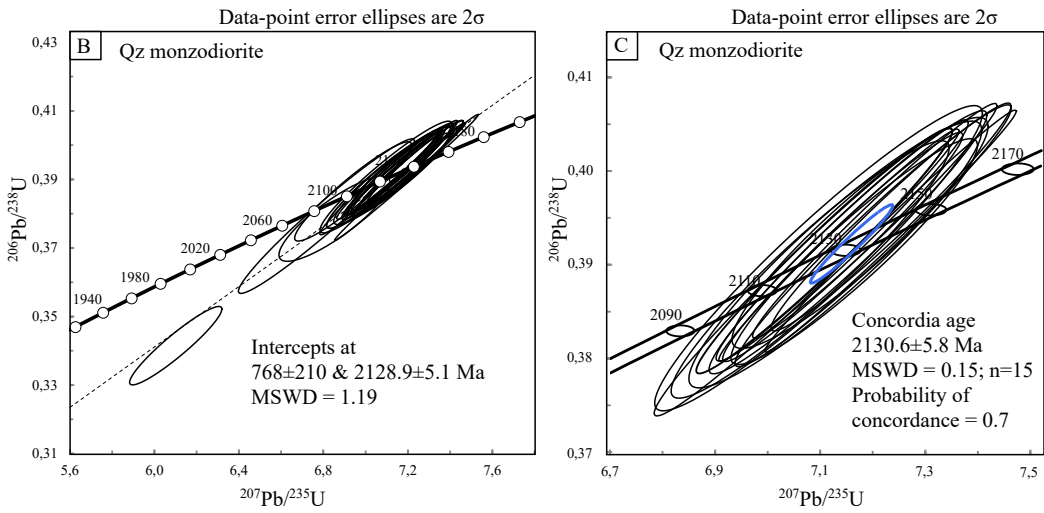 Data-point error ellipses are 2σ
B
Qz monzodiorite
0,43
0,41
0,39
0,37
0,35
0,33
0,31
206Pb/238U
1940
1980
2020
2060
2100
Intercepts at
768±210 & 2128.9±5.1 Ma
MSWD = 1.19
5,6
6,0
6,4
6,8
7,2
7,6
207Pb/235U
Data-point error ellipses are 2σ
C
Qz monzodiorite
0,41
0,40
0,39
0,38
0,37
206Pb/238U
2090
2110
2130
2150
2170
Concordia age
2130.6±5.8 Ma
MSWD = 0.15; n=15
Probability of
concordance = 0.7
6,7
6,9
7,1
7,3
7,5
207Pb/235U